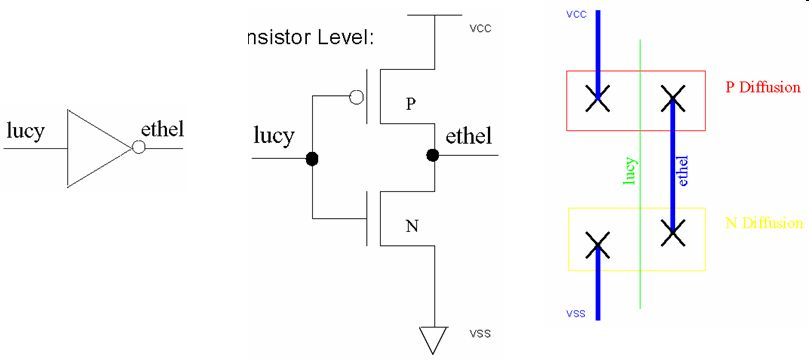 lucy
ethel
nsistor Level:
vcc
P
lucy
ethel
N
vss
vcc
P Diffusion
lucy
ethel
N Diffusion
vss